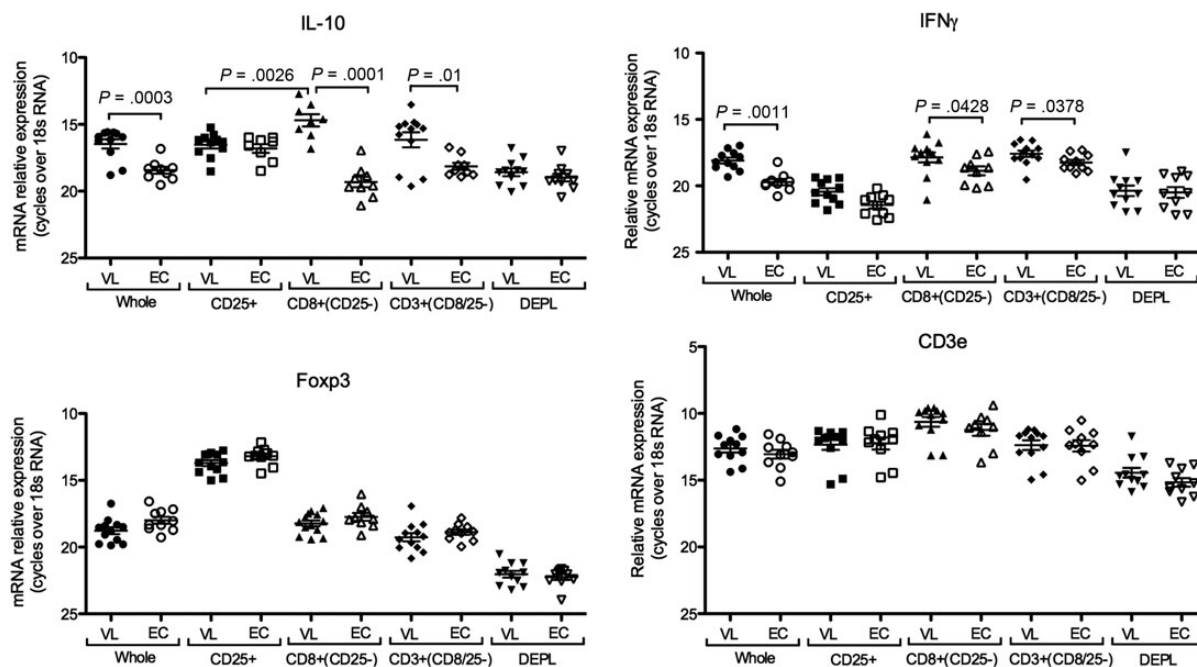 IL-10
mRNA relative expression
(cycles over 18s RNA)
10
15
20
25
P = .0003
P = .0026
P = .0001
P = .01
VL EC VL EC VL EC VL EC VL EC
Whole CD25+ CD8+(CD25-) CD3+(CD8/25-) DEPL
IFNγ
Relative mRNA expression
(cycles over 18s RNA)
10
15
20
25
P = .0011
P = .0428
P = .0378
VL EC VL EC VL EC VL EC VL EC
Whole CD25+ CD8+(CD25-) CD3+(CD8/25-) DEPL
Foxp3
mRNA relative expression
(cycles over 18s RNA)
10
15
20
25
VL EC VL EC VL EC VL EC VL EC
Whole CD25+ CD8+(CD25-) CD3+(CD8/25-) DEPL
CD3e
Relative mRNA expression
(cycles over 18s RNA)
5
10
15
20
25
VL EC VL EC VL EC VL EC VL EC
Whole CD25+ CD8+(CD25-) CD3+(CD8/25-) DEPL